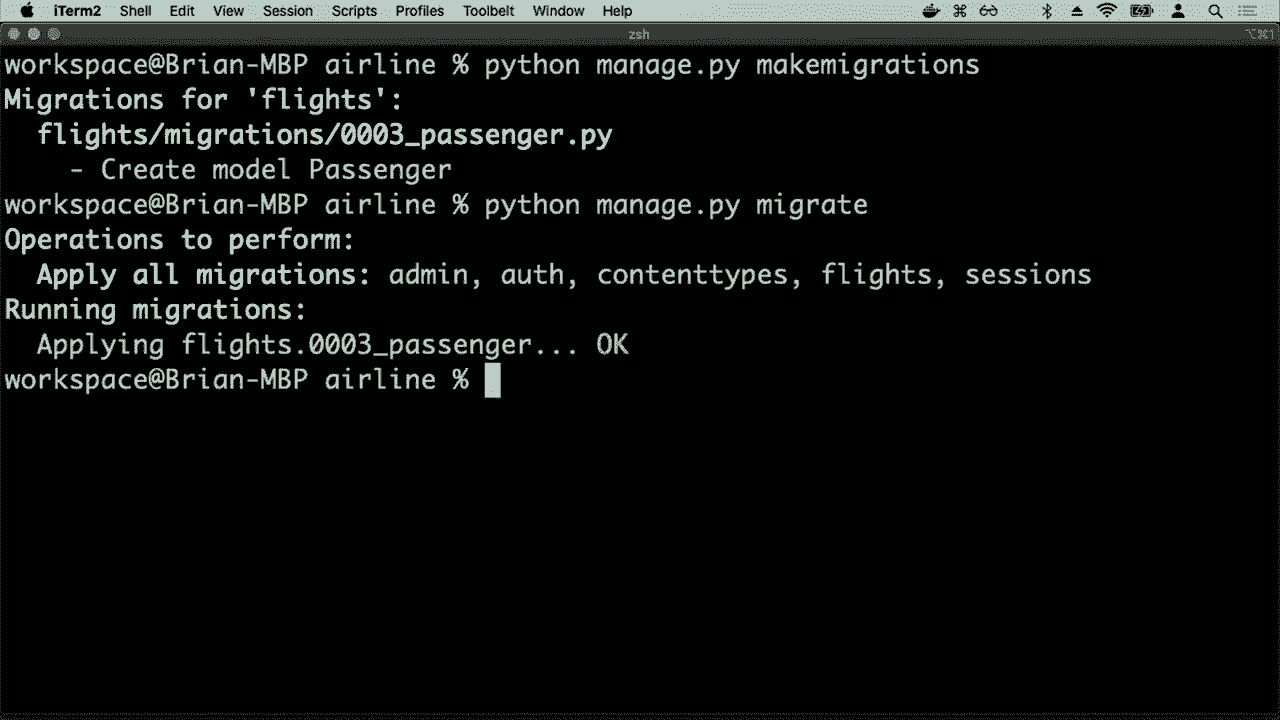 iTerm2 Shell Edit View Session Scripts Profiles Toolbelt Window Help
zsh ⌥⌘1
workspace@Brian-MBP airline % python manage.py makemigrations
Migrations for 'flights':
  flights/migrations/0003_passenger.py
    - Create model Passenger
workspace@Brian-MBP airline % python manage.py migrate
Operations to perform:
  Apply all migrations: admin, auth, contenttypes, flights, sessions
Running migrations:
  Applying flights.0003_passenger... OK
workspace@Brian-MBP airline %